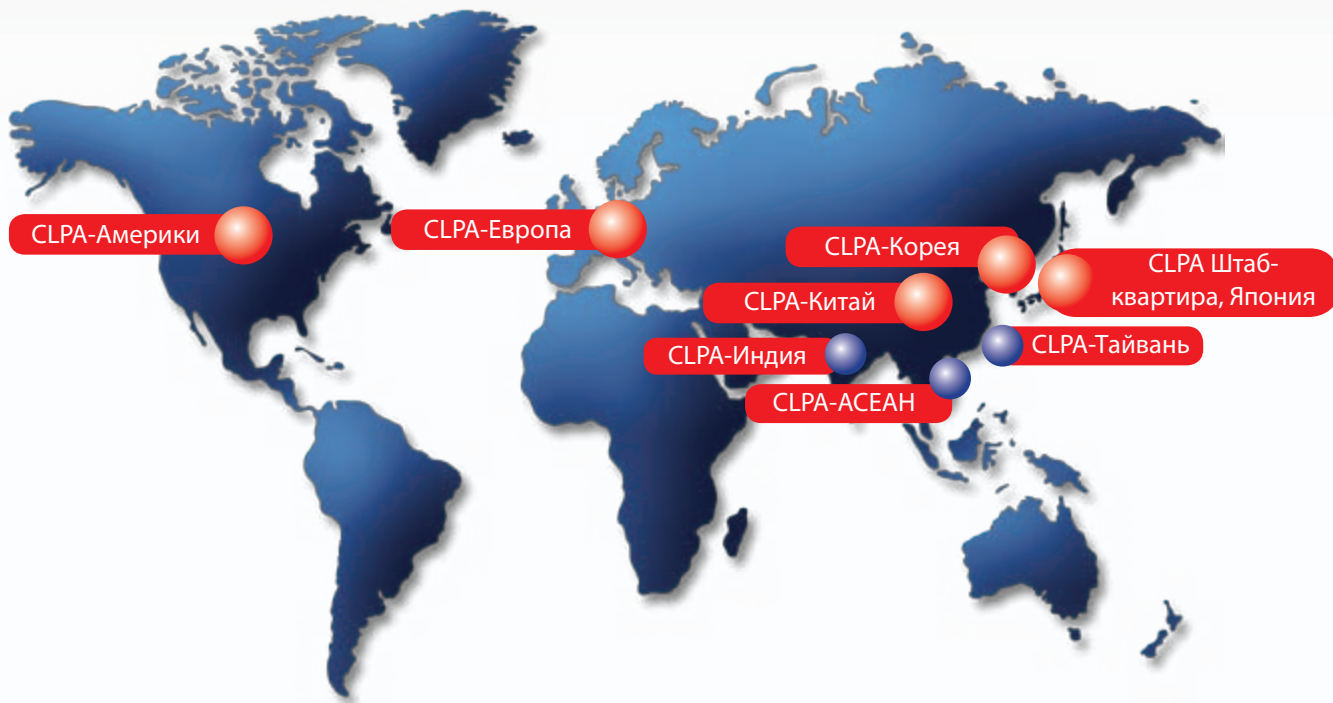 CLPA-Америки
CLPA-Европа
CLPA-Корея
CLPA Штаб-
квартира, Япония
CLPA-Китай
CLPA-Индия
CLPA-Тайвань
CLPA-АСЕАН